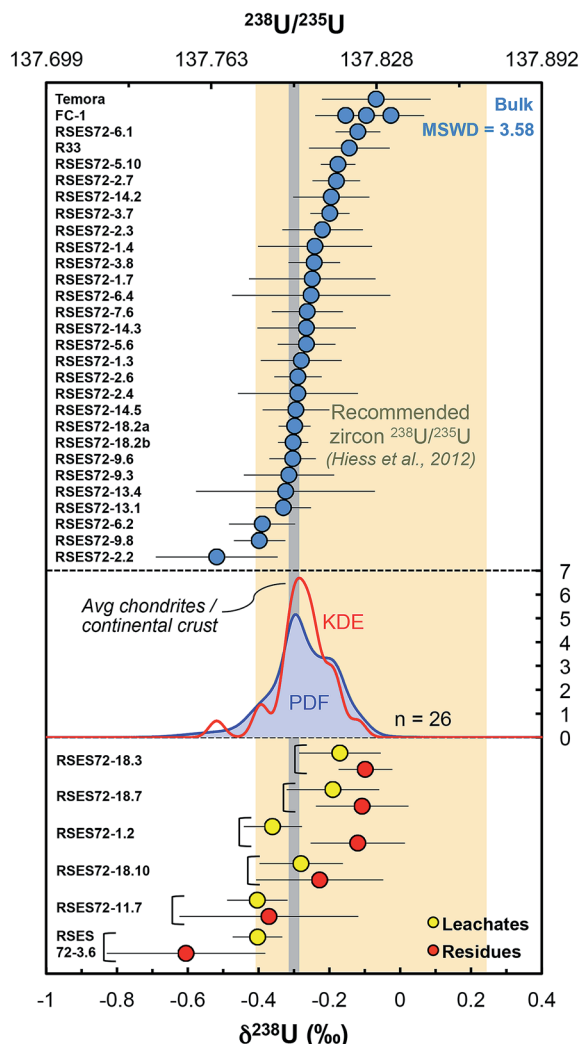 ²³⁸U/²³⁵U
137.699 137.763 137.828 137.892
Temora
FC-1
RSES72-6.1
R33
RSES72-5.10
RSES72-2.7
RSES72-14.2
RSES72-3.7
RSES72-2.3
RSES72-1.4
RSES72-3.8
RSES72-1.7
RSES72-6.4
RSES72-7.6
RSES72-14.3
RSES72-5.6
RSES72-1.3
RSES72-2.6
RSES72-2.4
RSES72-14.5
RSES72-18.2a
RSES72-18.2b
RSES72-9.6
RSES72-9.3
RSES72-13.4
RSES72-13.1
RSES72-6.2
RSES72-9.8
RSES72-2.2
Bulk
MSWD = 3.58
Recommended
zircon ²³⁸U/²³⁵U
(Hiess et al., 2012)
Avg chondrites /
continental crust
KDE
PDF
n = 26
7
6
5
4
3
2
1
0
RSES72-18.3
RSES72-18.7
RSES72-1.2
RSES72-18.10
RSES72-11.7
RSES
72-3.6
Leachates
Residues
-1 -0.8 -0.6 -0.4 -0.2 0 0.2 0.4
δ²³⁸U (‰)